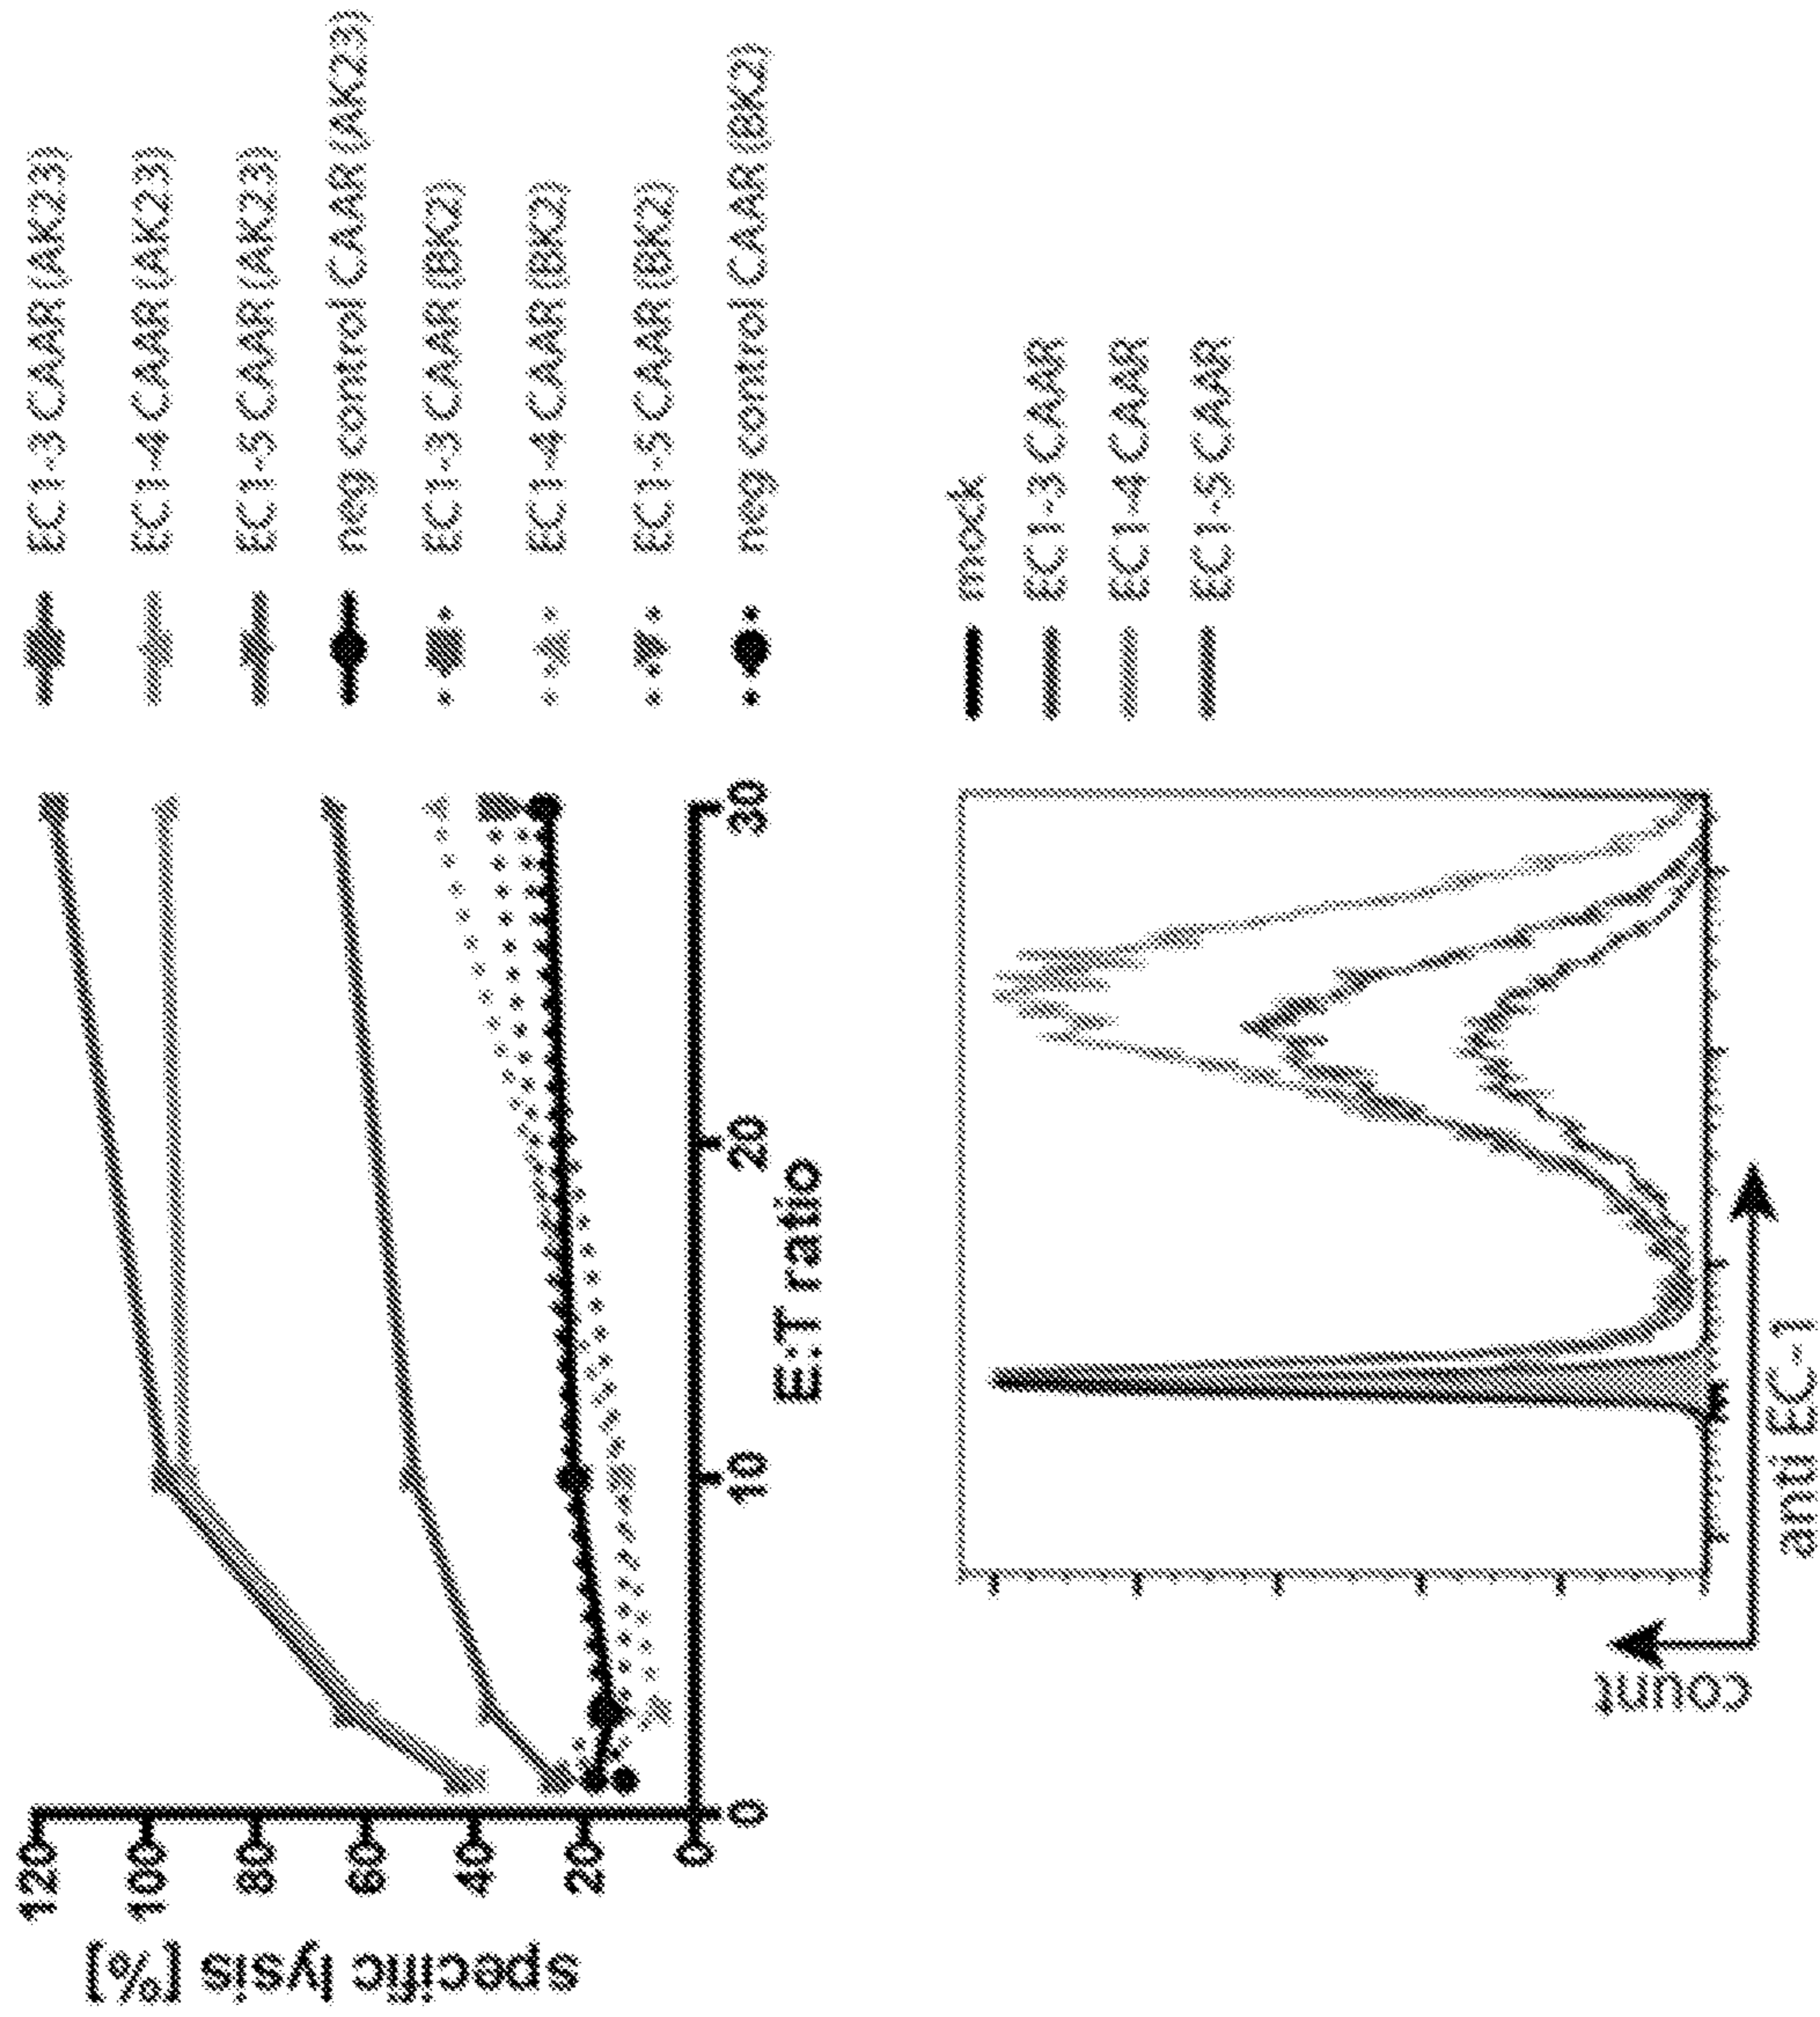 specific lysis [%]
120
100
80
60
40
20
0
0
10
20
30
E:T ratio
EC1-3 CAAR (AK23)
EC1-4 CAAR (AK23)
EC1-5 CAAR (AK23)
neg control CAAR (AK23)
EC1-3 CAAR (BK2)
EC1-4 CAAR (BK2)
EC1-5 CAAR (BK2)
neg control CAAR (BK2)
count
anti EC-1
mock
EC1-3 CAAR
EC1-4 CAAR
EC1-5 CAAR